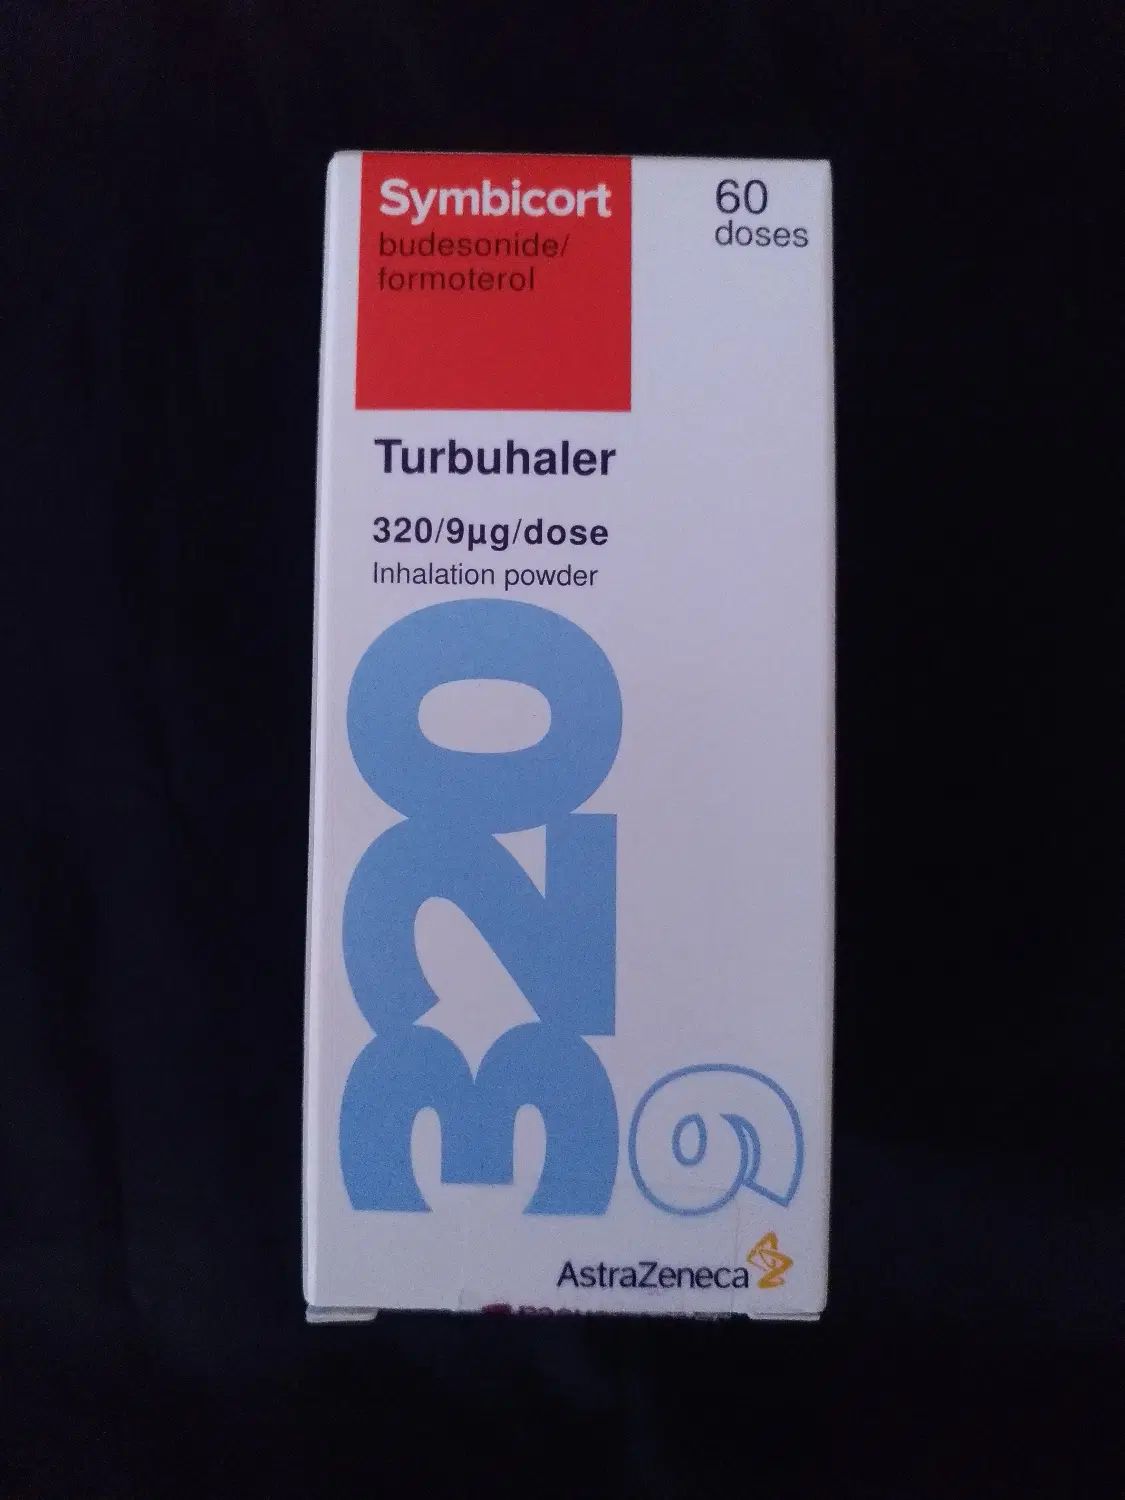 Symbicort
budesonide/
formoterol
60
doses
Turbuhaler
320/9µg/dose
Inhalation powder
320
9
AstraZeneca